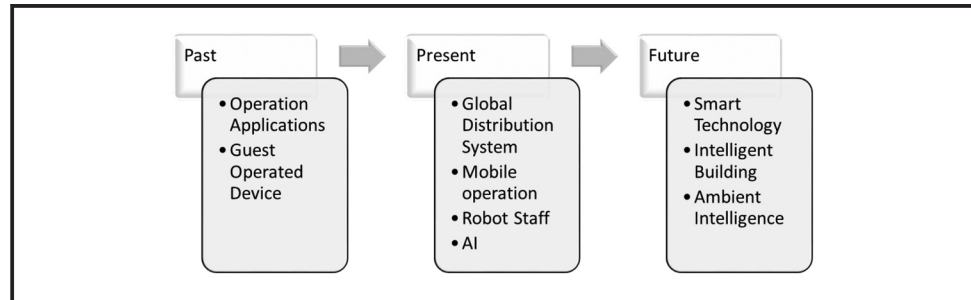 Past
• Operation
Applications
• Guest
Operated
Device
Present
• Global
Distribution
System
• Mobile
operation
• Robot Staff
• AI
Future
• Smart
Technology
• Intelligent
Building
• Ambient
Intelligence